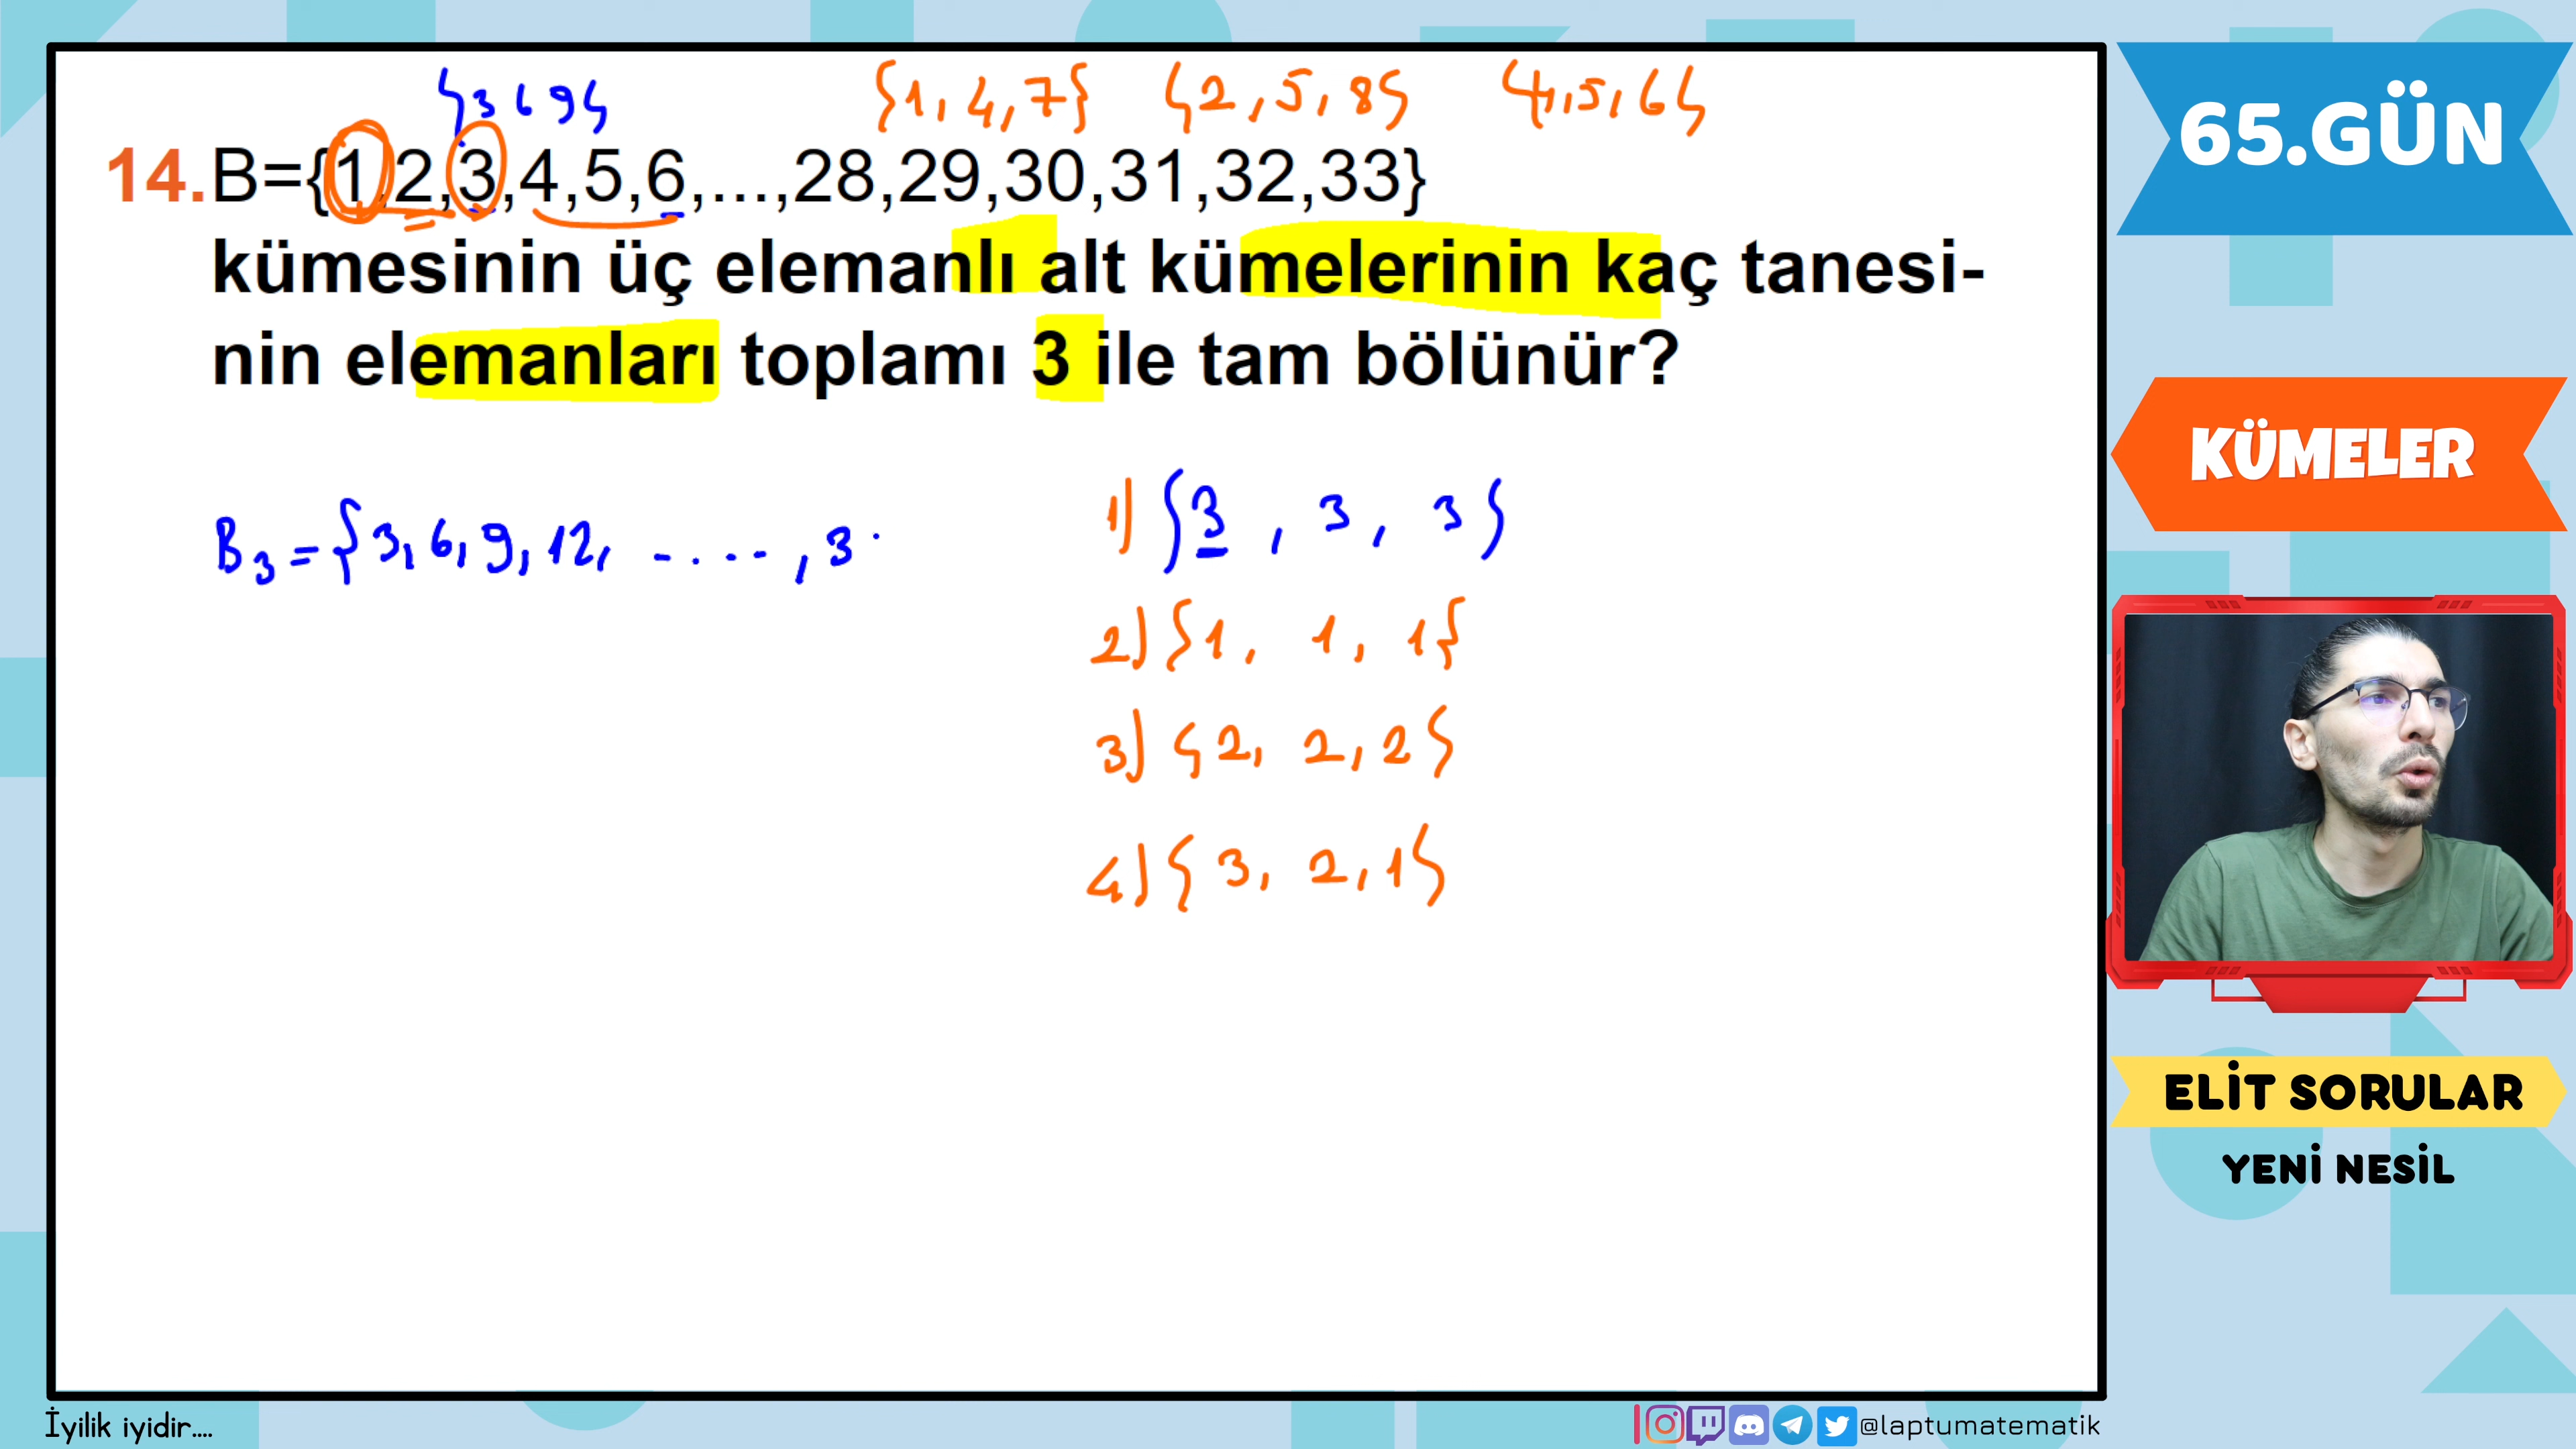 {3 6 9} {1, 4, 7} {2, 5, 8} {4, 5, 6}
14. B={1,2,3,4,5,6,...,28,29,30,31,32,33}
kümesinin üç elemanlı alt kümelerinin kaç tanesi-
nin elemanları toplamı 3 ile tam bölünür?
B3 = {3, 6, 9, 12, ....., 3
1) {3, 3, 3}
2) {1, 1, 1}
3) {2, 2, 2}
4) {3, 2, 1}
65.GÜN
KÜMELER
ELİT SORULAR
YENİ NESİL
İyilik iyidir....
@laptumatematik